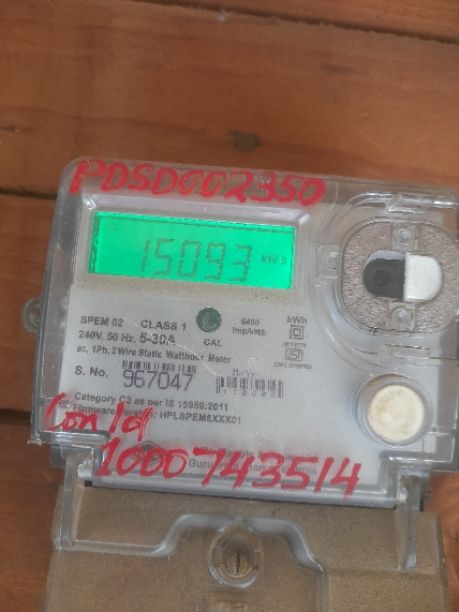 PDSD002350
15093 kWh
SPEM 02 CLASS 1 6400 imp/kWh kWh
240V, 50 Hz, 5-30A CAL
ac, 1Ph, 2 Wire Static Watthour Meter
S. No. 967047
Category C3 as per IS 15959:2011
Con Id
Firmware Version: HPLSPEM6XXX01
1000743514